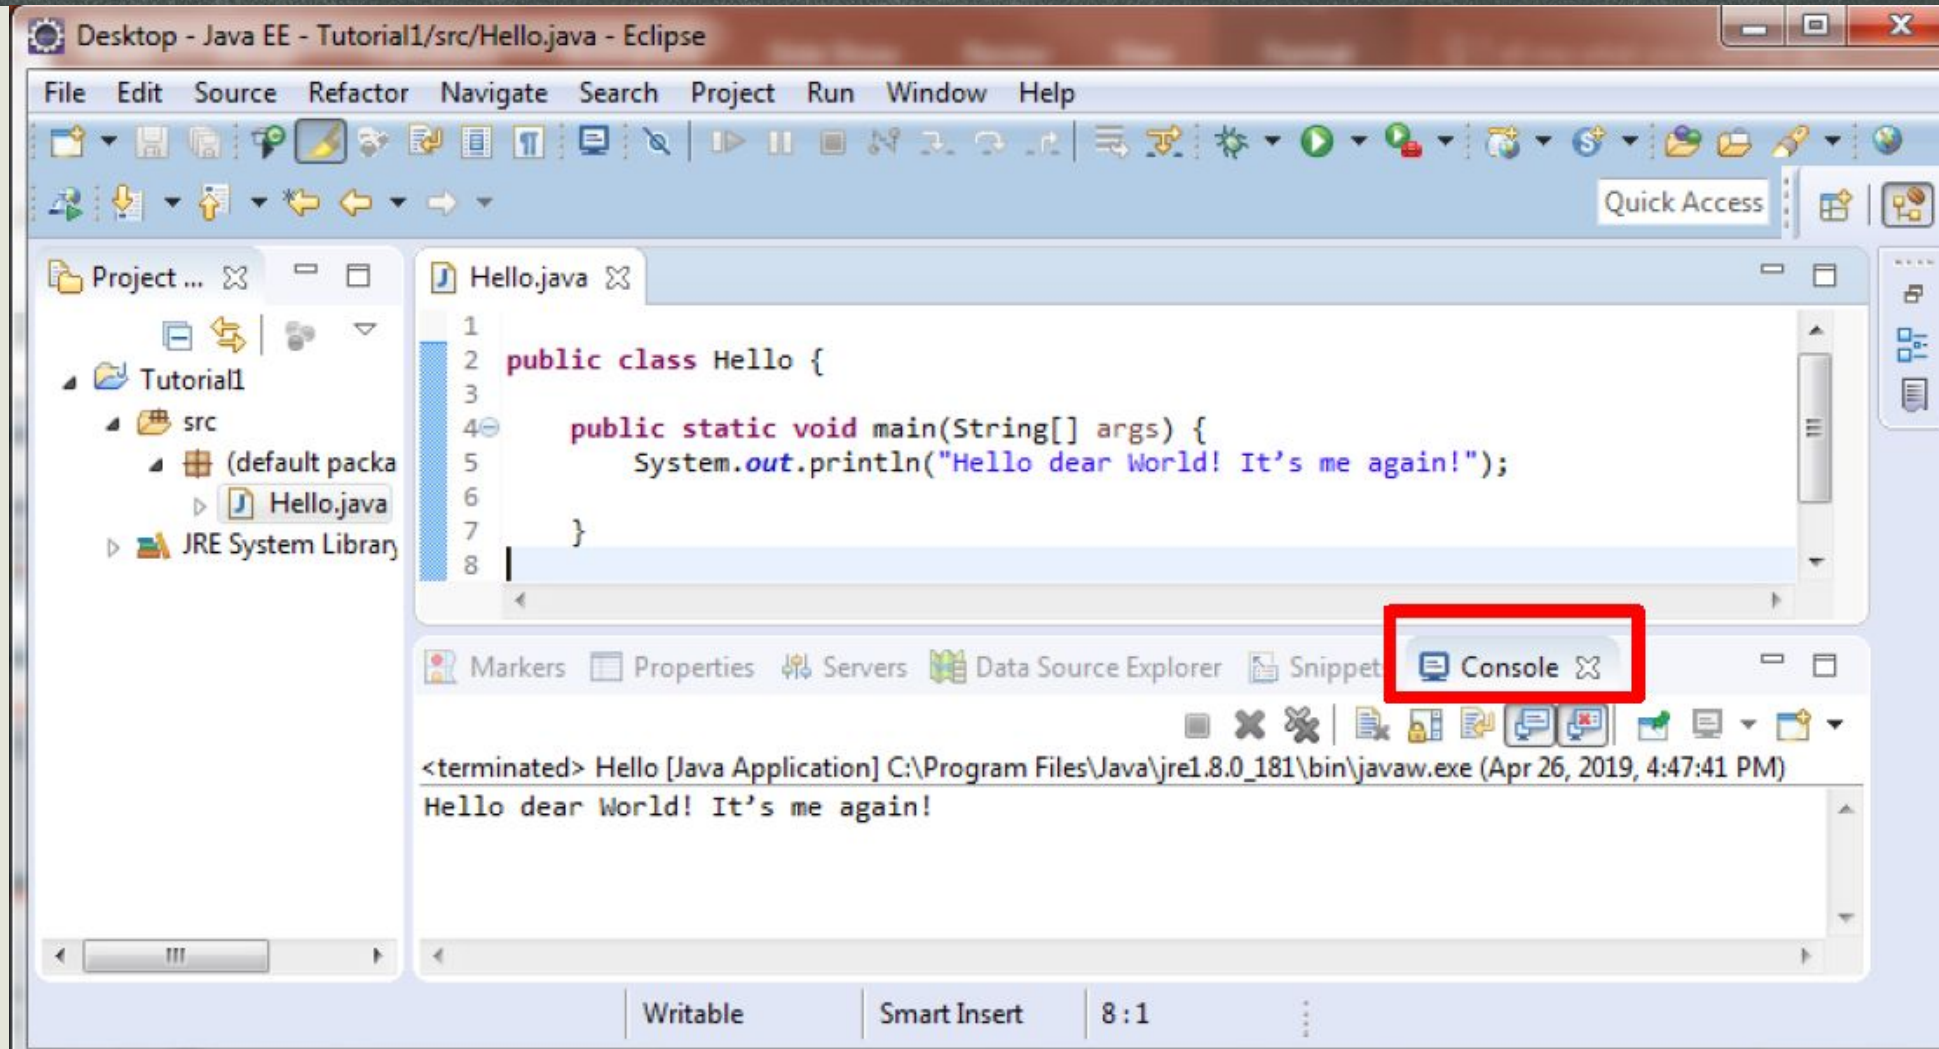 Desktop - Java EE - Tutorial1/src/Hello.java - Eclipse
File Edit Source Refactor Navigate Search Project Run Window Help
Quick Access
Project ...
Tutorial1
src
(default packa
Hello.java
JRE System Library
Hello.java
1
2 public class Hello {
3
4 public static void main(String[] args) {
5 System.out.println("Hello dear World! It’s me again!");
6
7 }
8
Markers Properties Servers Data Source Explorer Snippet Console
<terminated> Hello [Java Application] C:\Program Files\Java\jre1.8.0_181\bin\javaw.exe (Apr 26, 2019, 4:47:41 PM)
Hello dear World! It’s me again!
Writable Smart Insert 8 : 1